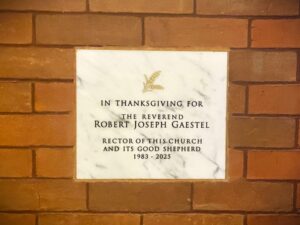 IN THANKSGIVING FOR
THE REVEREND
ROBERT JOSEPH GAESTEL
RECTOR OF THIS CHURCH
AND ITS GOOD SHEPHERD
1983 - 2025